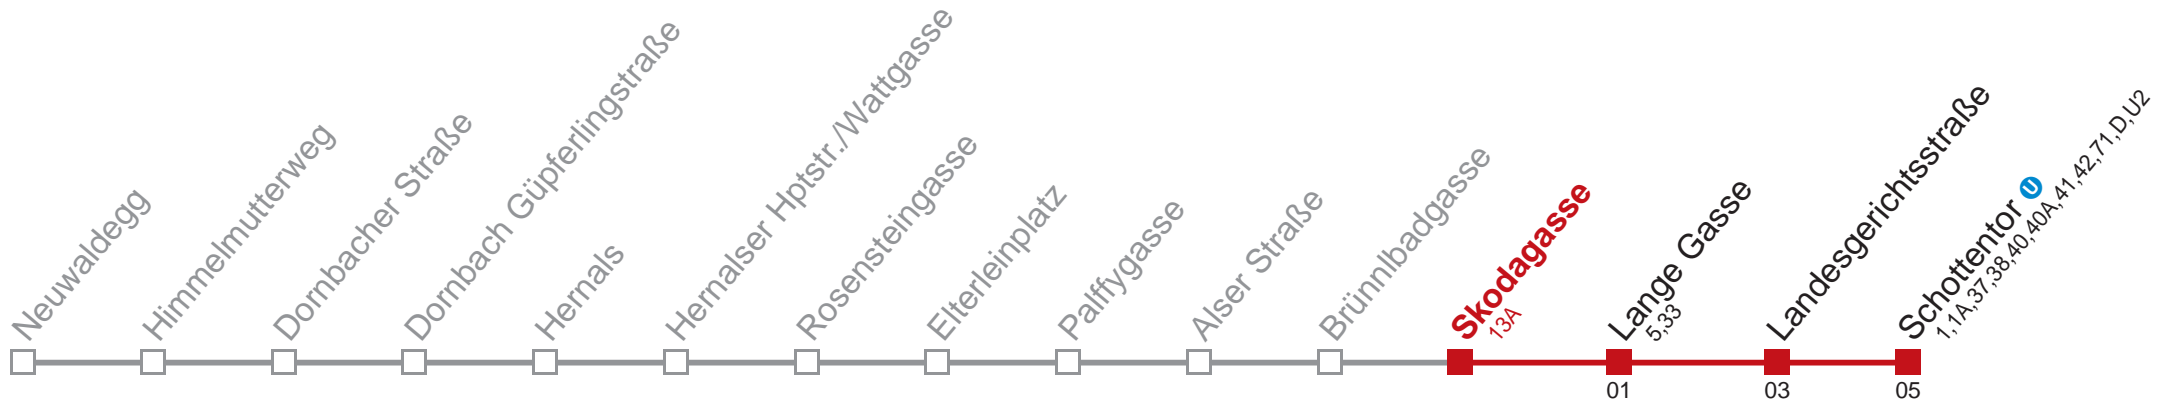 Neuwaldegg
Himmelmutterweg
Dornbacher Straße
Dornbach Güpferlingstraße
Hernals
Hernalser Hptstr./Wattgasse
Rosensteingasse
Elterleinplatz
Palffygasse
Alser Straße
Brünnlbadgasse
Skodagasse
13A
Lange Gasse
5,33
Landesgerichtsstraße
Schottentor U
1,1A,37,38,40,40A,41,42,71,D,U2
01
03
05